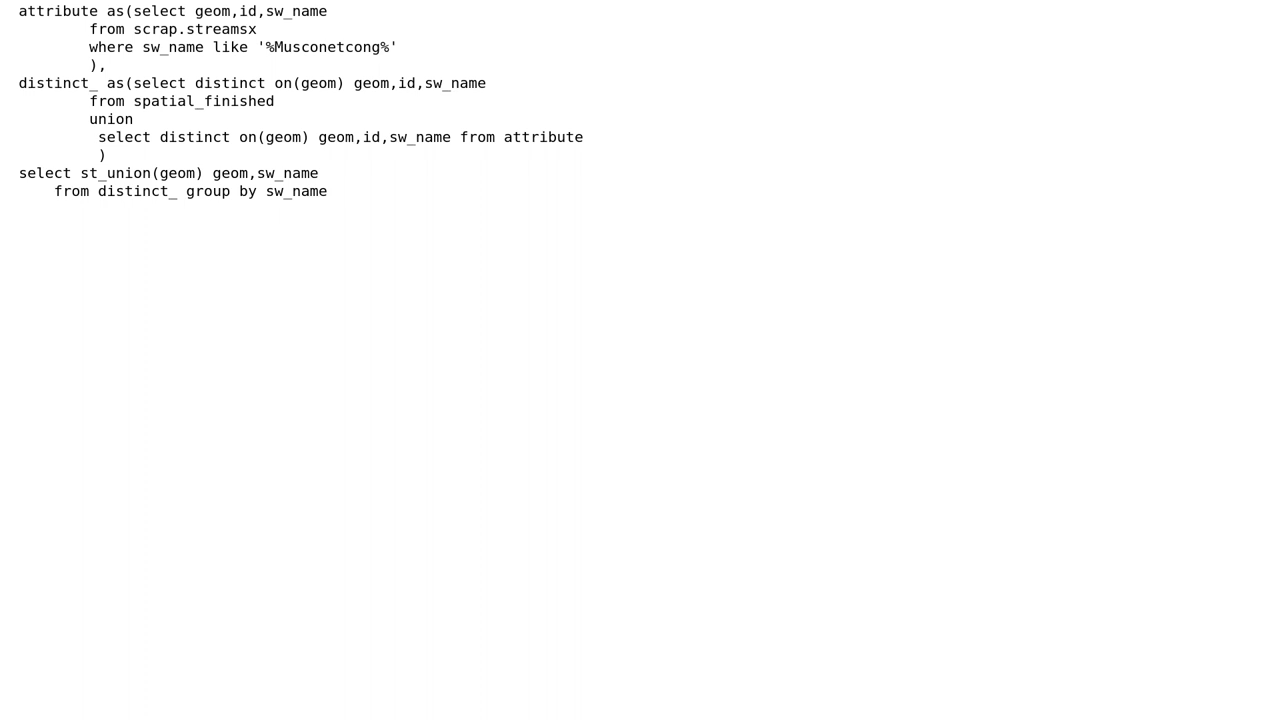 attribute as(select geom,id,sw_name
from scrap.streamsx
where sw_name like '%Musconetcong%'
),
distinct_ as(select distinct on(geom) geom,id,sw_name
from spatial_finished
union
select distinct on(geom) geom,id,sw_name from attribute
)
select st_union(geom) geom,sw_name
from distinct_ group by sw_name